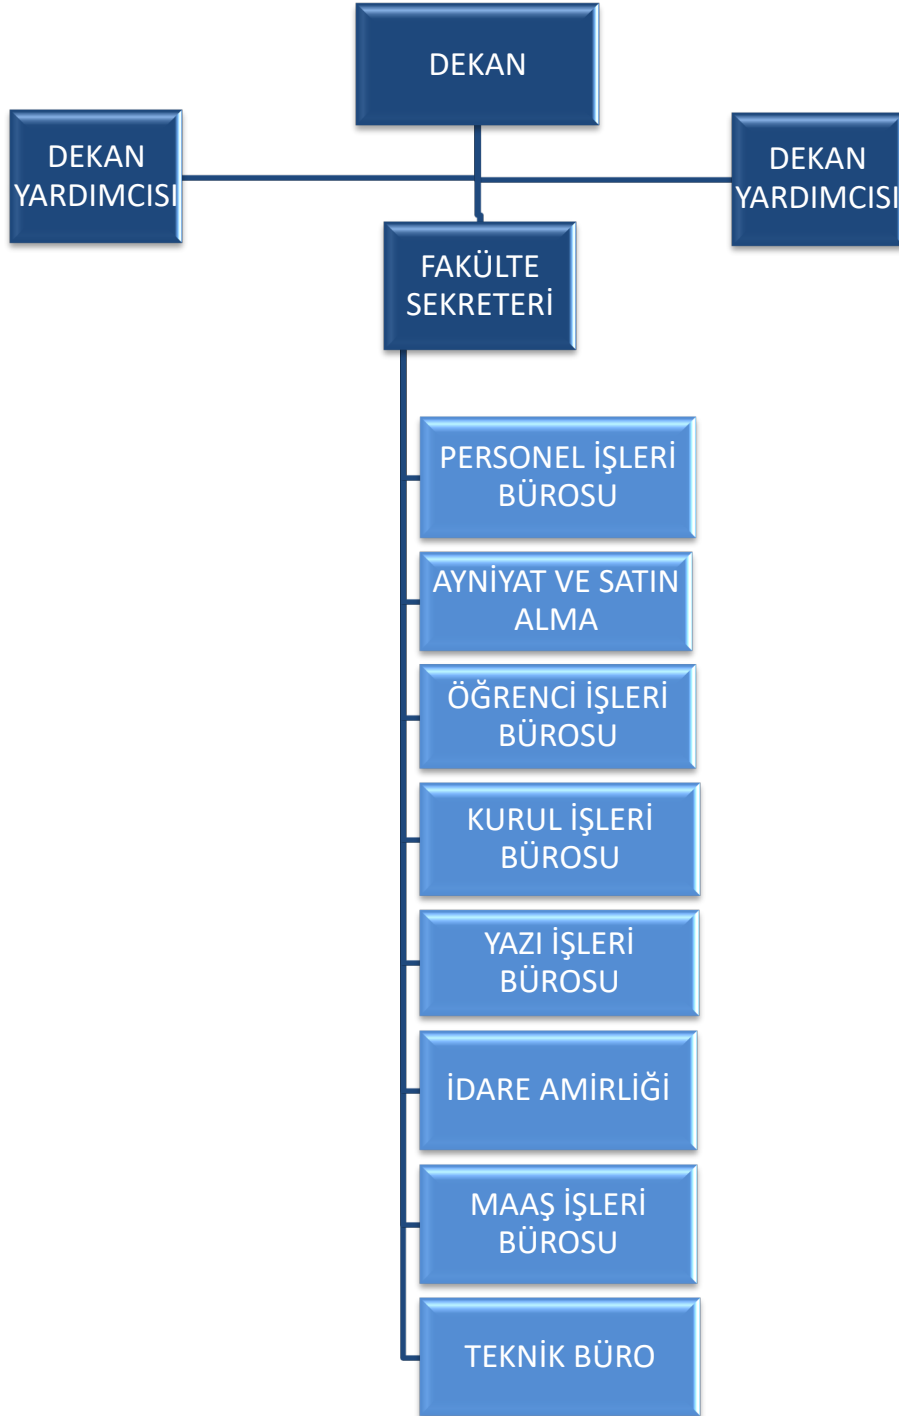 DEKAN
DEKAN
YARDIMCISI
DEKAN
YARDIMCISI
FAKÜLTE
SEKRETERİ
PERSONEL İŞLERİ
BÜROSU
AYNİYAT VE SATIN
ALMA
ÖĞRENCİ İŞLERİ
BÜROSU
KURUL İŞLERİ
BÜROSU
YAZI İŞLERİ
BÜROSU
İDARE AMİRLİĞİ
MAAŞ İŞLERİ
BÜROSU
TEKNİK BÜRO